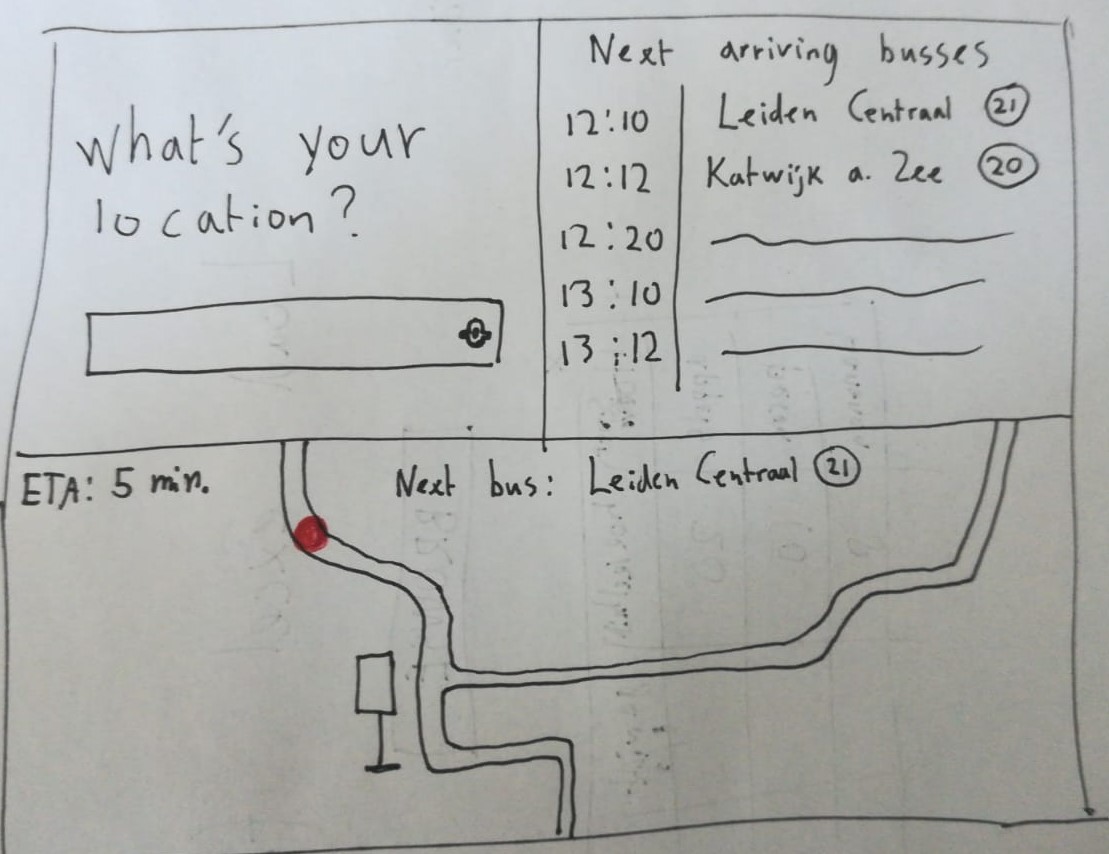 What's your
location?
Next arriving busses
12:10 Leiden Centraal 21
12:12 Katwijk a. Zee 20
12:20
13:10
13:12
ETA: 5 min.
Next bus: Leiden Centraal 21